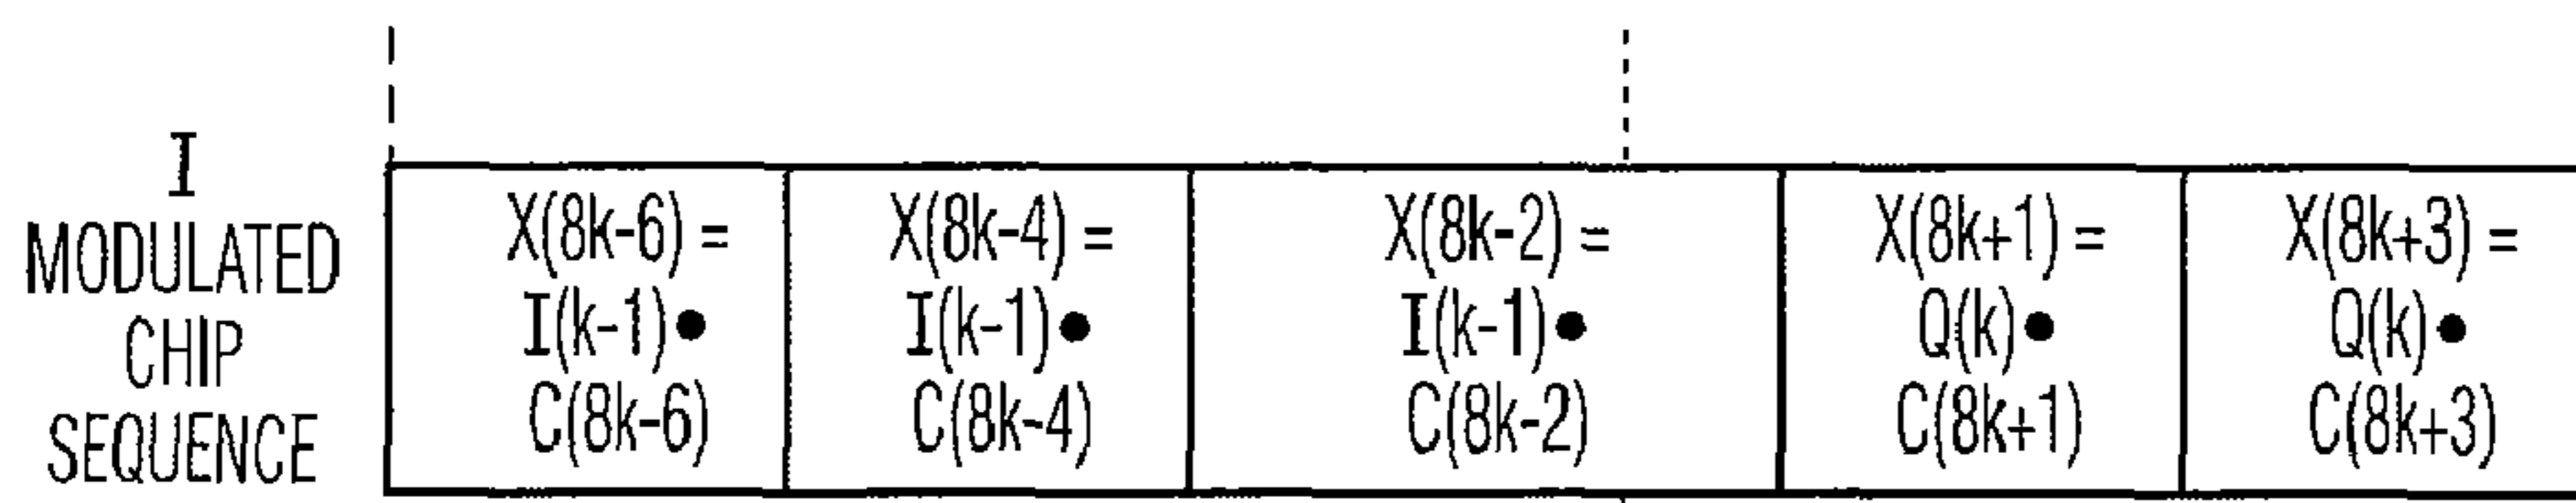 I
MODULATED
CHIP
SEQUENCE
X(8k-6) =
I(k-1)●
C(8k-6)
X(8k-4) =
I(k-1)●
C(8k-4)
X(8k-2) =
I(k-1)●
C(8k-2)
X(8k+1) =
Q(k)●
C(8k+1)
X(8k+3) =
Q(k)●
C(8k+3)